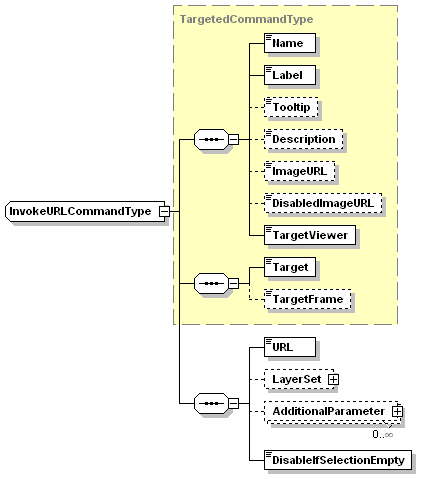 TargetedCommandType
Name
Label
Tooltip
Description
ImageURL
DisabledImageURL
TargetViewer
InvokeURLCommandType
Target
TargetFrame
URL
LayerSet
AdditionalParameter
0..∞
DisableIfSelectionEmpty